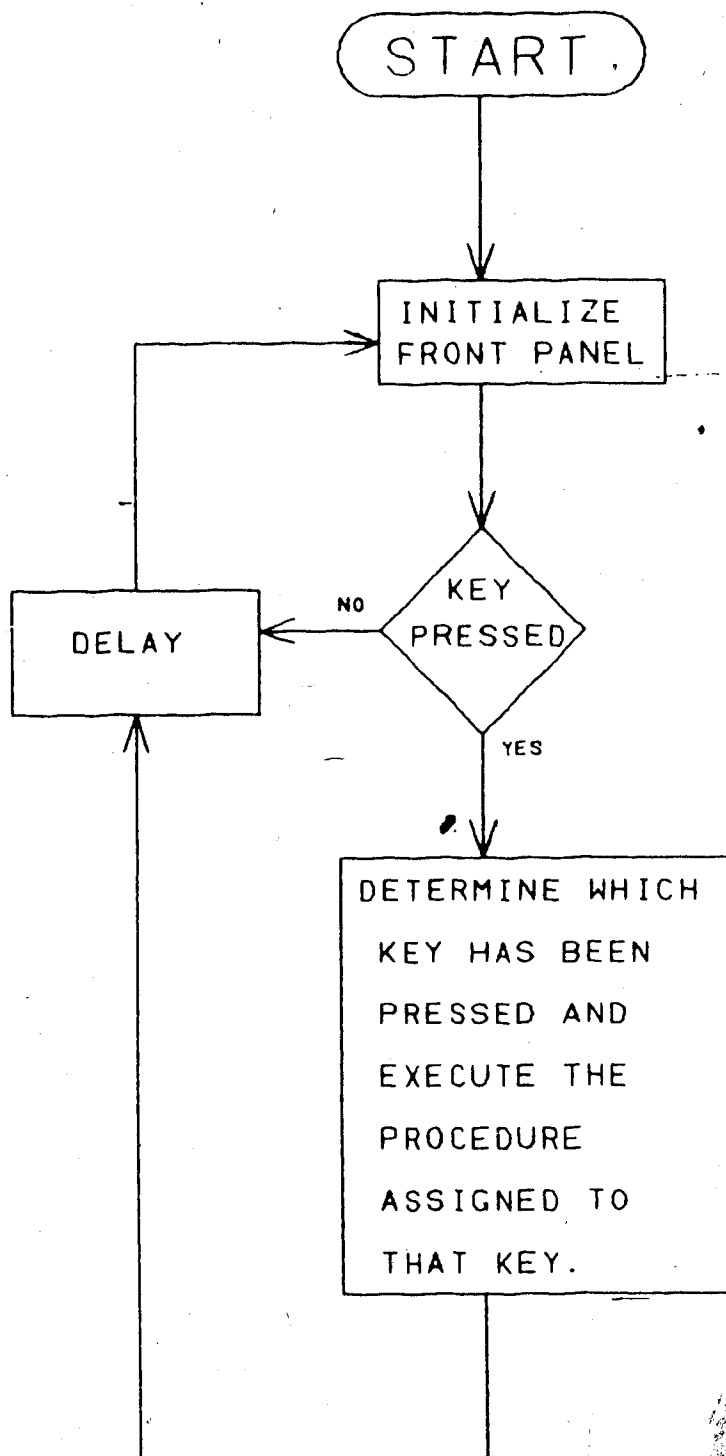 START
INITIALIZE
FRONT PANEL
KEY
PRESSED
NO
DELAY
YES
DETERMINE WHICH
KEY HAS BEEN
PRESSED AND
EXECUTE THE
PROCEDURE
ASSIGNED TO
THAT KEY.